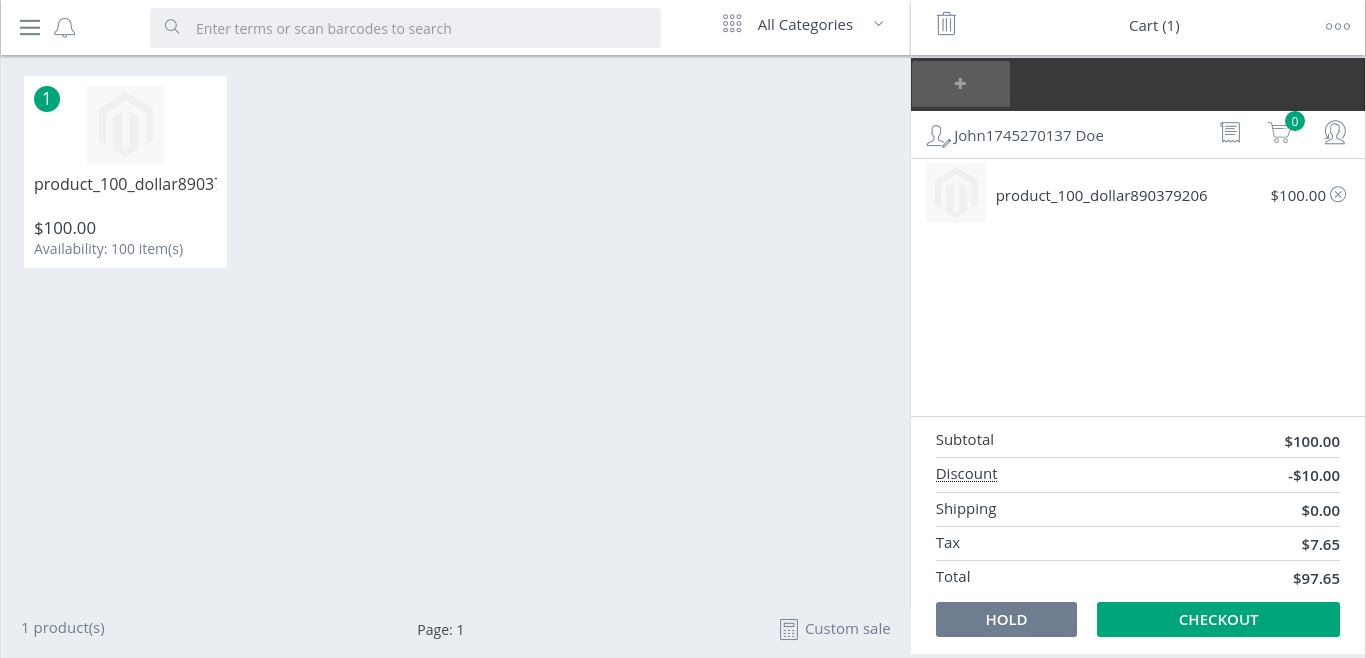 Enter terms or scan barcodes to search
All Categories
Cart (1)
+
1
product_100_dollar8903
$100.00
Availability: 100 item(s)
John1745270137 Doe
0
product_100_dollar890379206 $100.00
Subtotal $100.00
Discount -$10.00
Shipping $0.00
Tax $7.65
Total $97.65
HOLD CHECKOUT
1 product(s) Page: 1 Custom sale